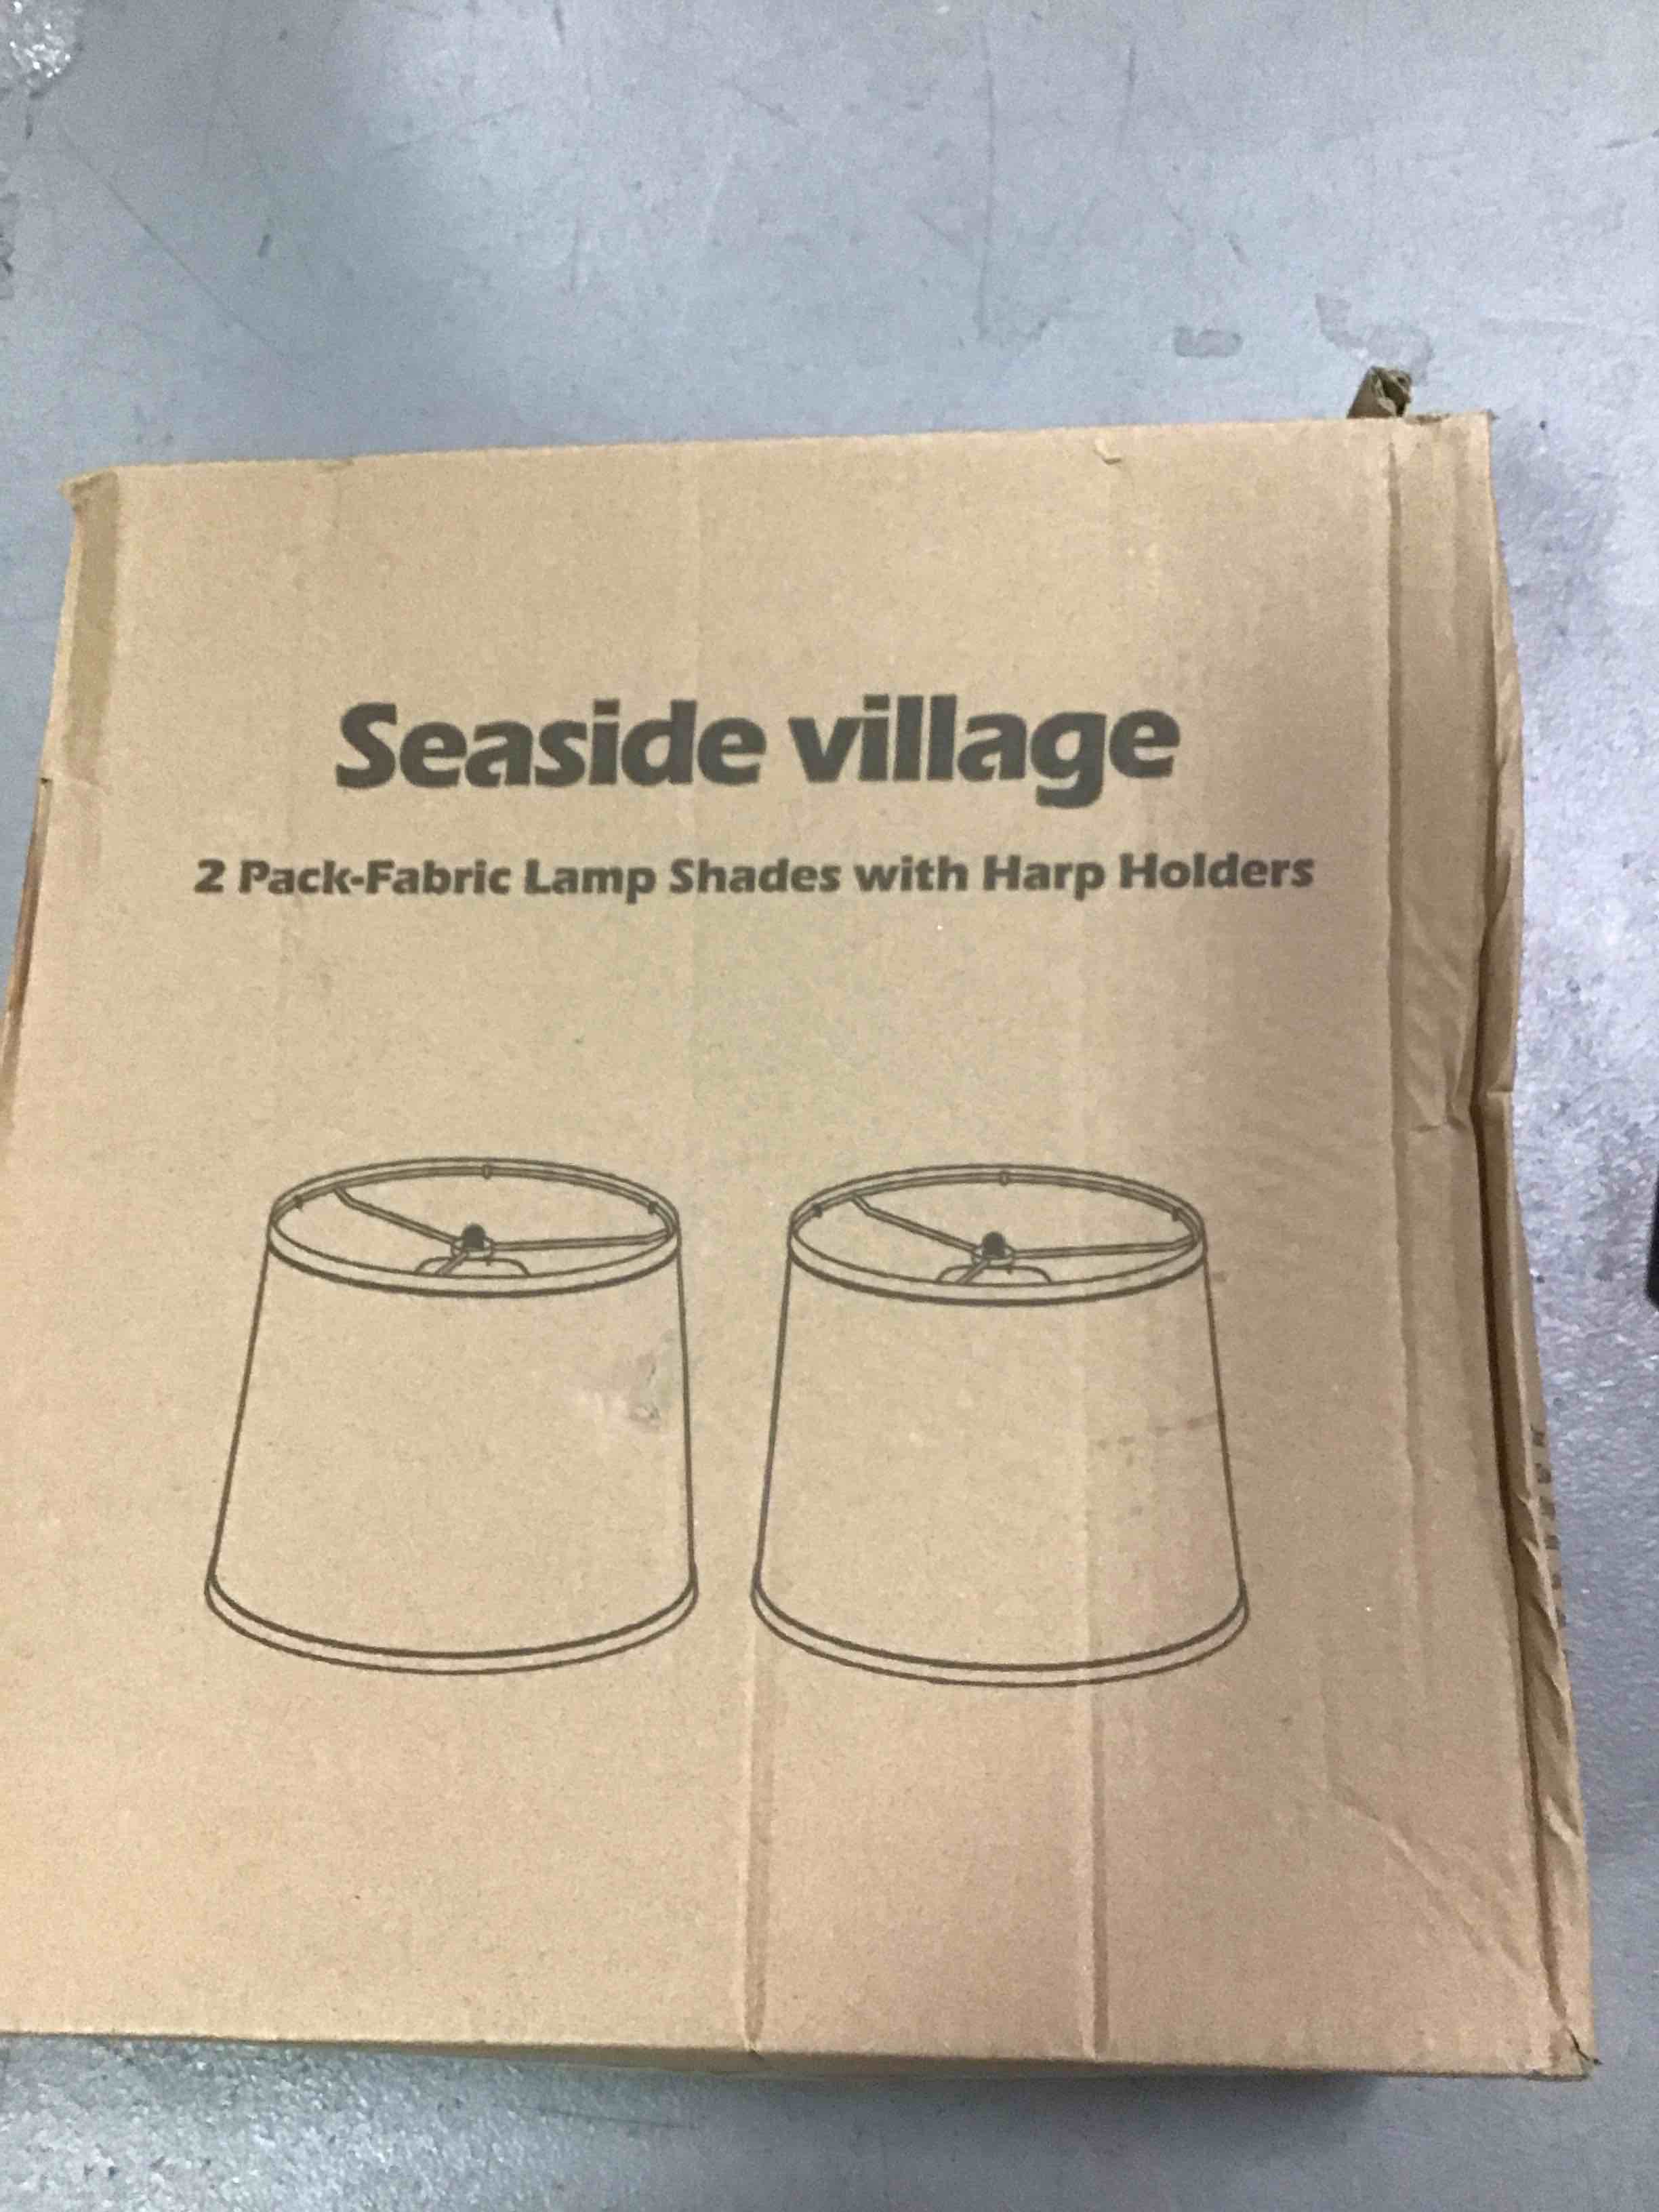 Seaside village
2 Pack-Fabric Lamp Shades with Harp Holders